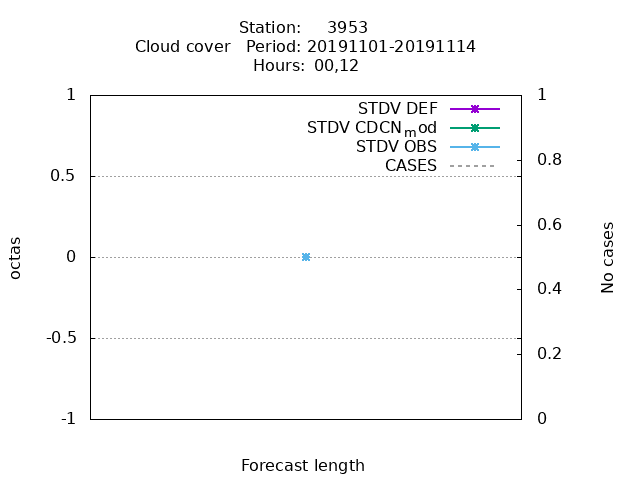 Station: 3953
Cloud cover Period: 20191101-20191114
Hours: 00,12
1
0.5
0
-0.5
-1
octas
STDV DEF
STDV CDCNmod
STDV OBS
CASES
1
0.8
0.6
0.4
0.2
0
No cases
Forecast length